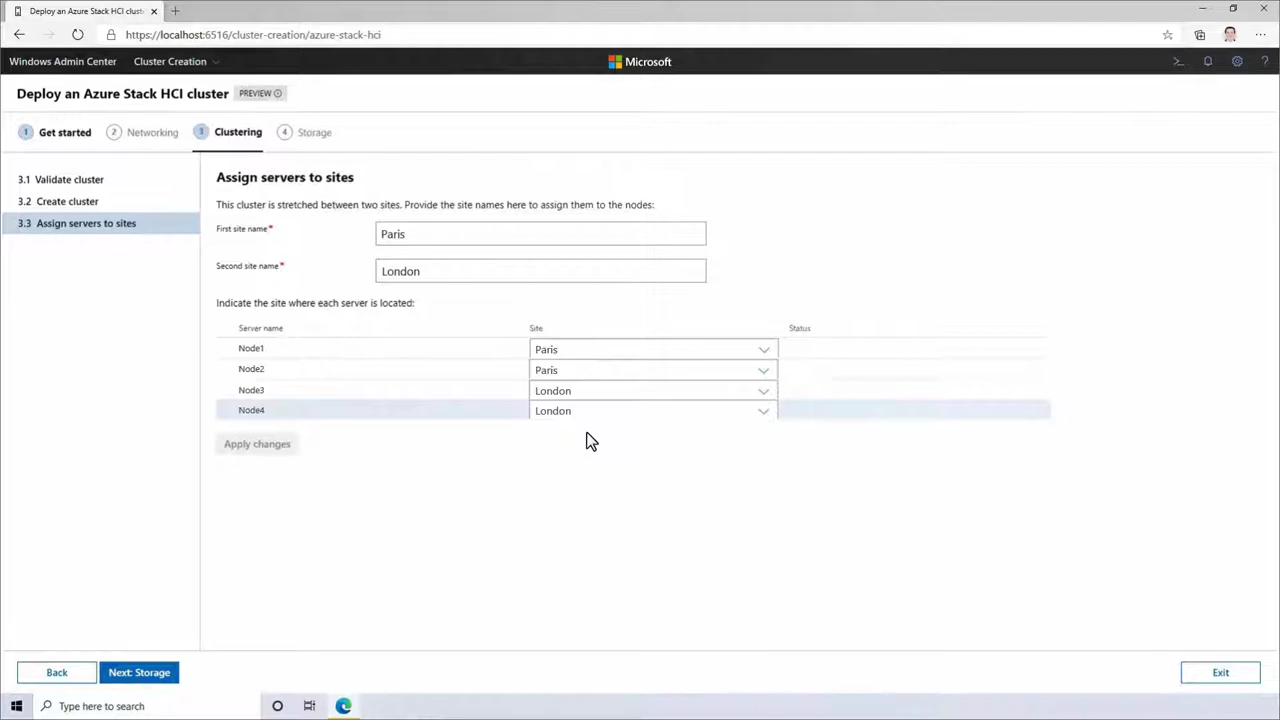 Deploy an Azure Stack HCI clust
https://localhost:6516/cluster-creation/azure-stack-hci
Windows Admin Center Cluster Creation Microsoft
Deploy an Azure Stack HCI cluster PREVIEW
1 Get started 2 Networking 3 Clustering 4 Storage
3.1 Validate cluster
3.2 Create cluster
3.3 Assign servers to sites
Assign servers to sites
This cluster is stretched between two sites. Provide the site names here to assign them to the nodes:
First site name* Paris
Second site name* London
Indicate the site where each server is located:
Server name Site Status
Node1 Paris
Node2 Paris
Node3 London
Node4 London
Apply changes
Back Next: Storage Exit
Type here to search